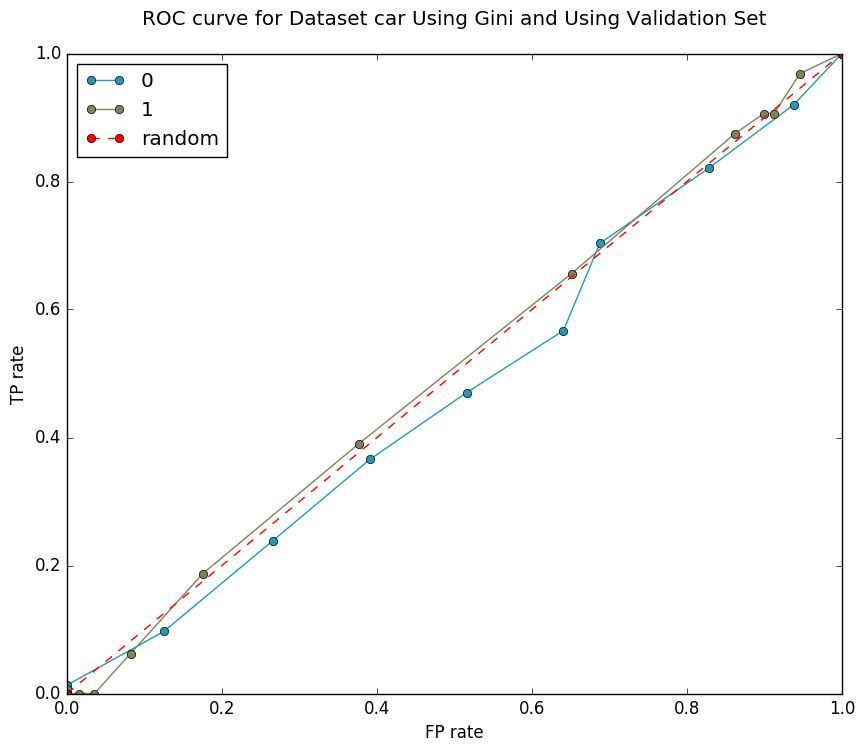 ROC curve for Dataset car Using Gini and Using Validation Set
0
1
random
TP rate
1.0
0.8
0.6
0.4
0.2
0.0
0.0 0.2 0.4 0.6 0.8 1.0
FP rate